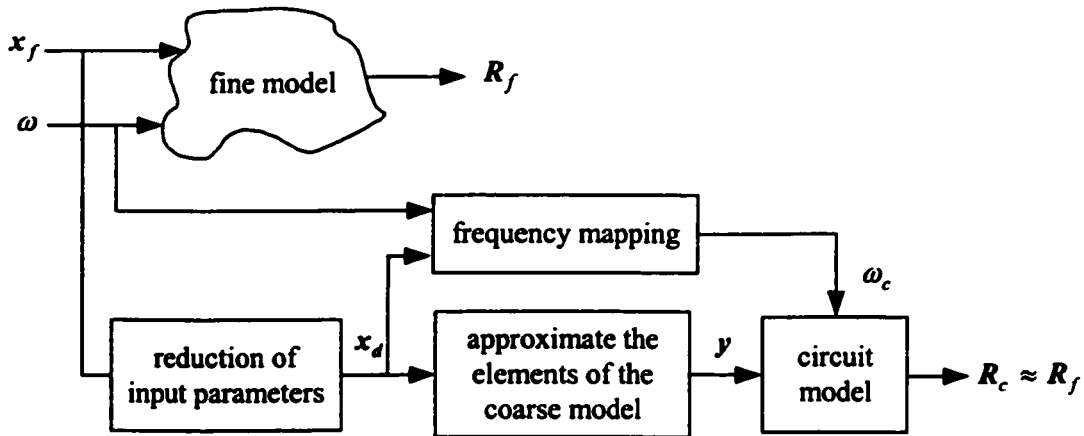 x_f
fine model
R_f
ω
frequency mapping
ω_c
reduction of
input parameters
x_d
approximate the
elements of the
coarse model
y
circuit
model
R_c ≈ R_f